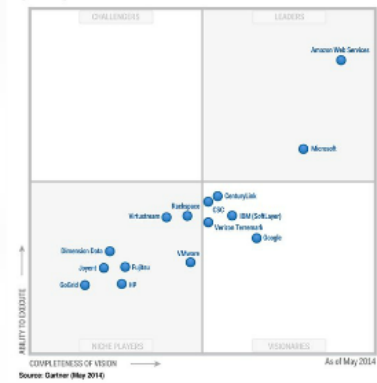 CHALLENGERS
LEADERS
Amazon Web Services
Microsoft
CenturyLink
CSC
Rackspace
IBM (SoftLayer)
Virtustream
Verizon Terremark
Google
Dimension Data
VMware
Joyent
Fujitsu
GoGrid
HP
ABILITY TO EXECUTE
NICHE PLAYERS
VISIONARIES
COMPLETENESS OF VISION
As of May 2014
Source: Gartner (May 2014)